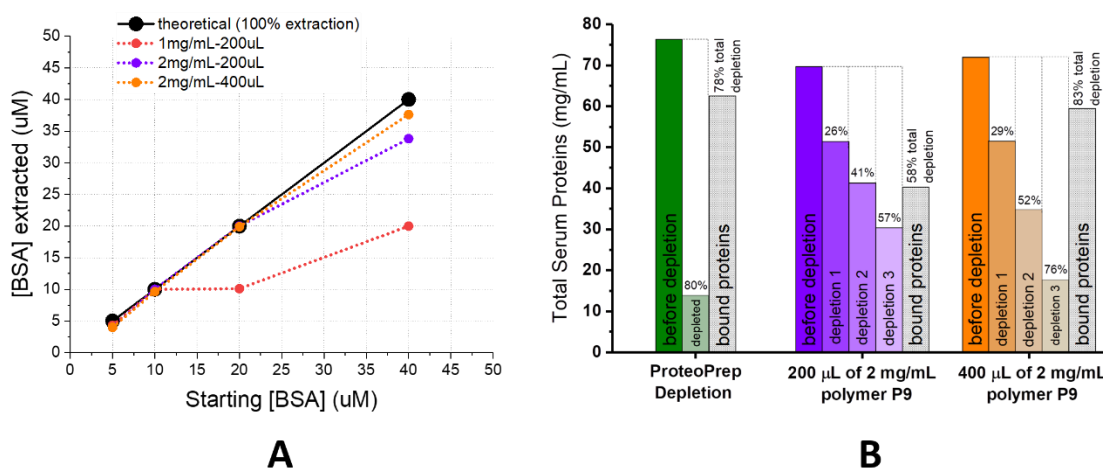 theoretical (100% extraction)
1mg/mL-200uL
2mg/mL-200uL
2mg/mL-400uL
[BSA] extracted (uM)
50
45
40
35
30
25
20
15
10
5
0
0 5 10 15 20 25 30 35 40 45 50
Starting [BSA] (uM)
A
Total Serum Proteins (mg/mL)
80
70
60
50
40
30
20
10
0
before depletion
80%
depleted
78% total
depletion
bound proteins
before depletion
26%
depletion 1
41%
depletion 2
57%
depletion 3
58% total
depletion
bound proteins
before depletion
29%
depletion 1
52%
depletion 2
76%
depletion 3
83% total
depletion
bound proteins
ProteoPrep
Depletion
200 μL of 2 mg/mL
polymer P9
400 μL of 2 mg/mL
polymer P9
B